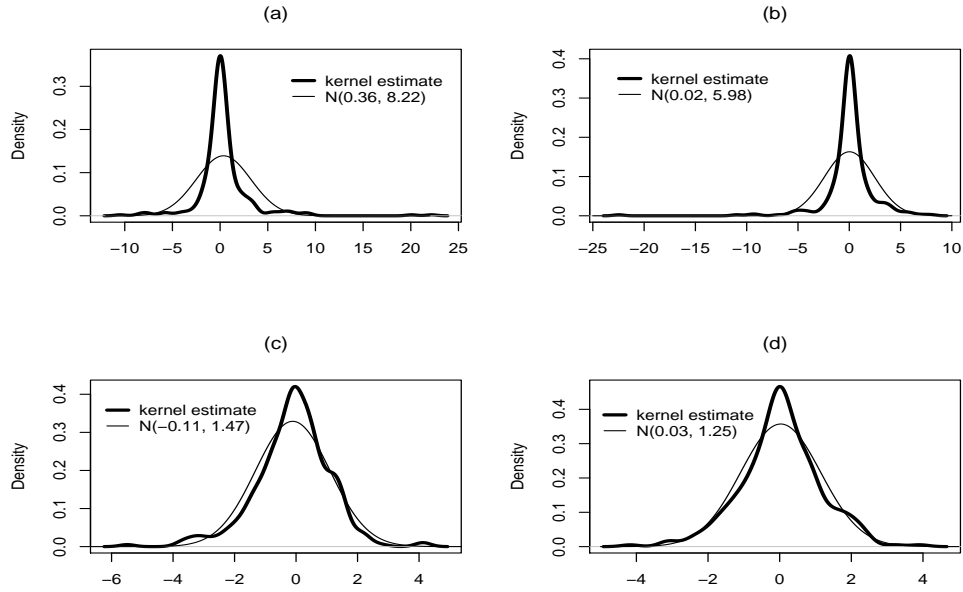 (a)
Density
0.0 0.1 0.2 0.3
kernel estimate
N(0.36, 8.22)
−10 −5 0 5 10 15 20 25
(b)
Density
0.0 0.1 0.2 0.3 0.4
kernel estimate
N(0.02, 5.98)
−25 −20 −15 −10 −5 0 5 10
(c)
Density
0.0 0.1 0.2 0.3 0.4
kernel estimate
N(−0.11, 1.47)
−6 −4 −2 0 2 4
(d)
Density
0.0 0.1 0.2 0.3 0.4
kernel estimate
N(0.03, 1.25)
−4 −2 0 2 4